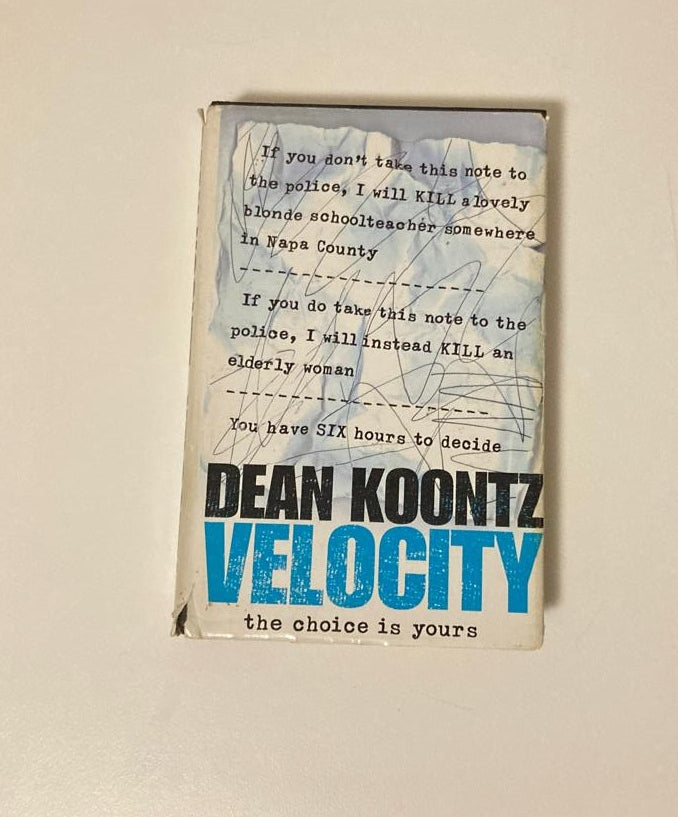 If you don't take this note to
the police, I will KILL a lovely
blonde schoolteacher somewhere
in Napa County
--------------------
If you do take this note to the
police, I will instead KILL an
elderly woman
---------------------
You have SIX hours to decide
DEAN KOONTZ
VELOCITY
the choice is yours